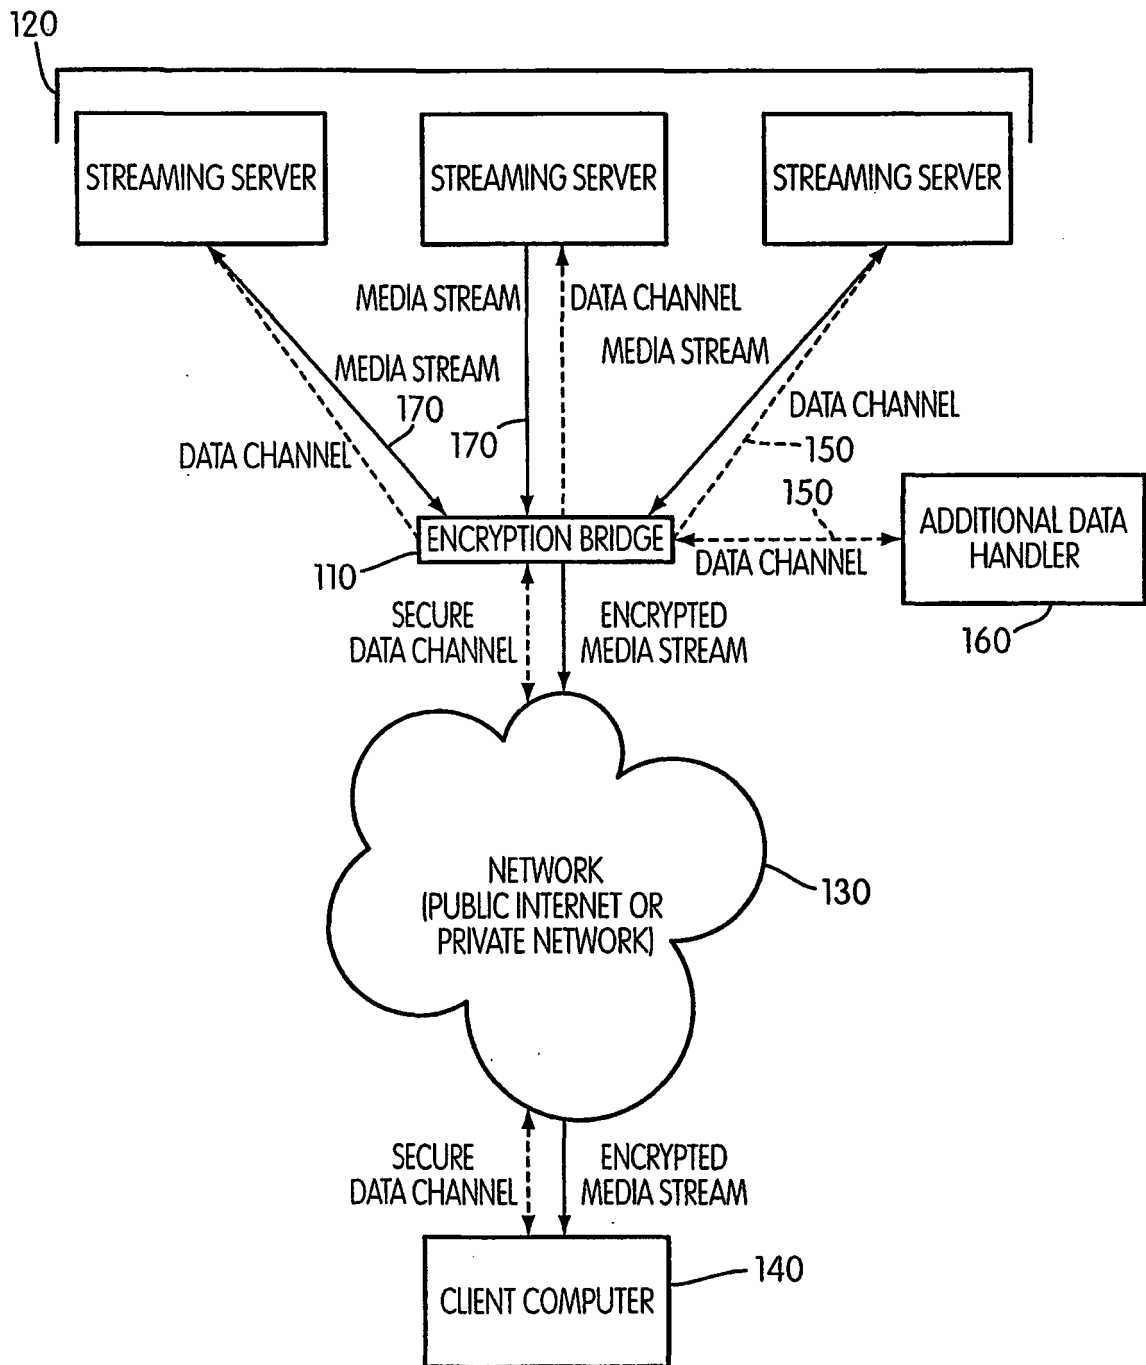 120
STREAMING SERVER
STREAMING SERVER
STREAMING SERVER
MEDIA STREAM
DATA CHANNEL
MEDIA STREAM
MEDIA STREAM
170
170
DATA CHANNEL
DATA CHANNEL
150
150
ENCRYPTION BRIDGE
110
DATA CHANNEL
ADDITIONAL DATA
HANDLER
160
SECURE
DATA CHANNEL
ENCRYPTED
MEDIA STREAM
NETWORK
(PUBLIC INTERNET OR
PRIVATE NETWORK)
130
SECURE
DATA CHANNEL
ENCRYPTED
MEDIA STREAM
CLIENT COMPUTER
140